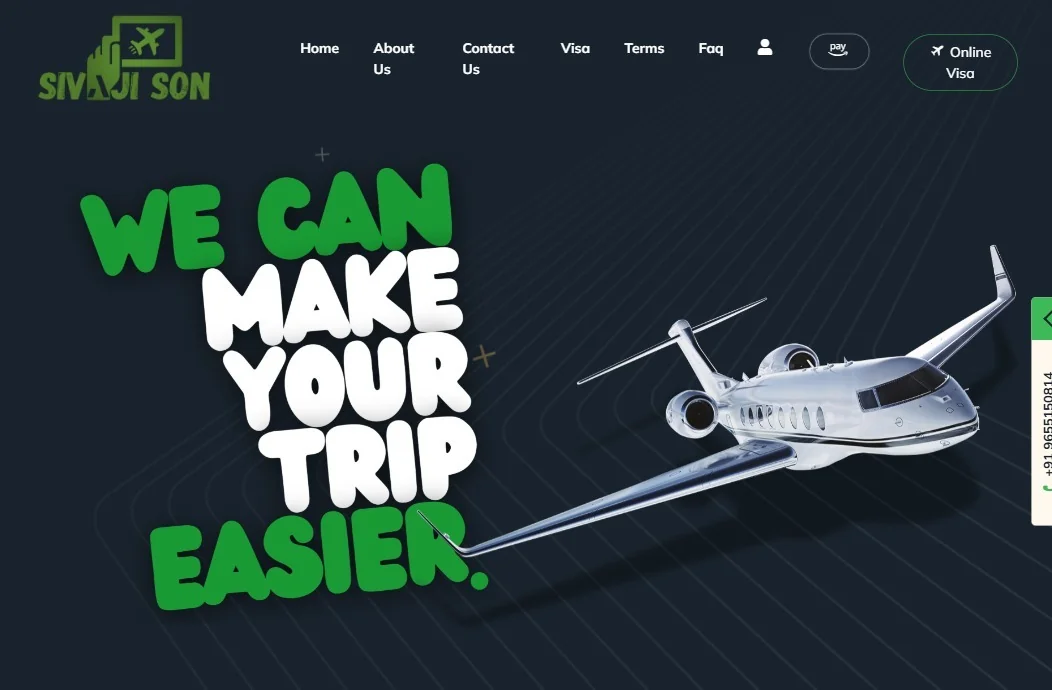 SIVAJI SON
Home
About
Us
Contact
Us
Visa
Terms
Faq
pay
Online
Visa
WE CAN
MAKE
YOUR
TRIP
EASIER.
+91 9655150814